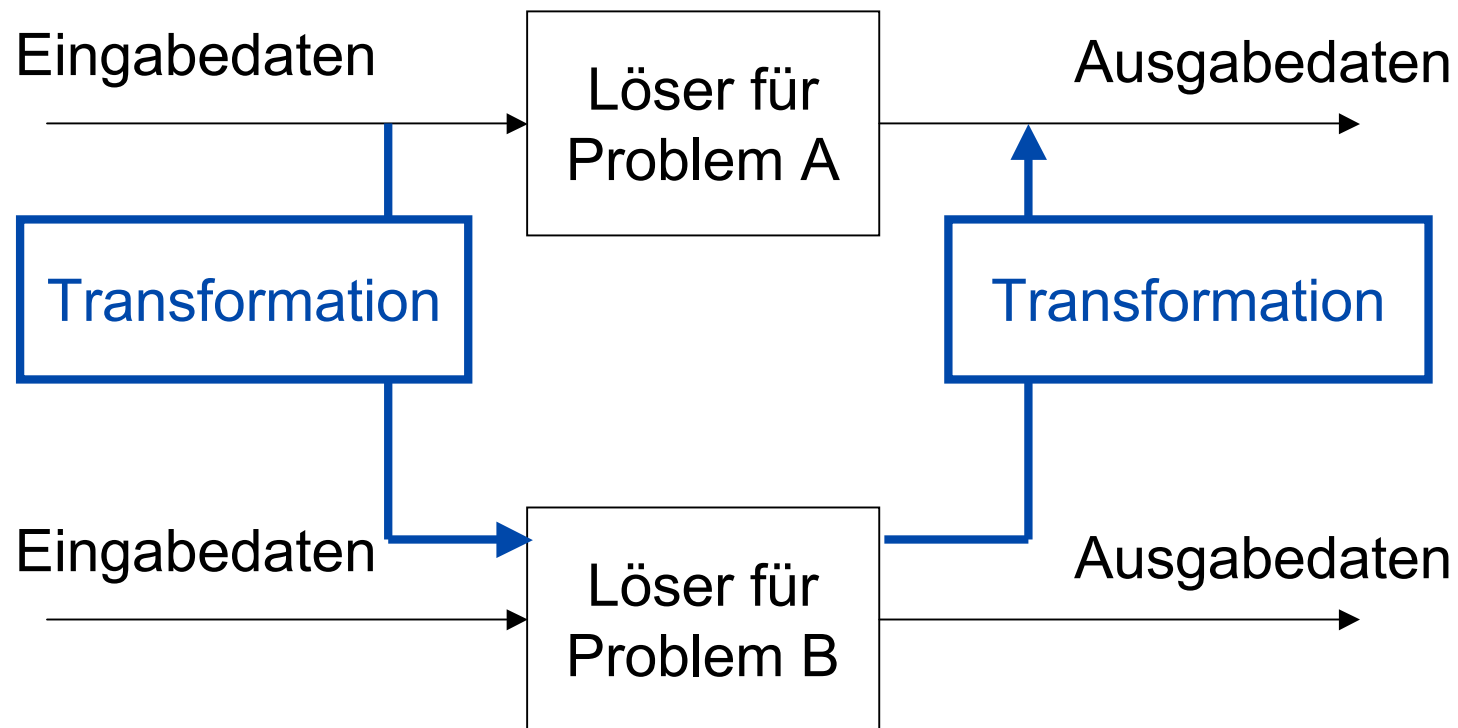 Eingabedaten
Löser für
Problem A
Ausgabedaten
Transformation
Transformation
Eingabedaten
Löser für
Problem B
Ausgabedaten